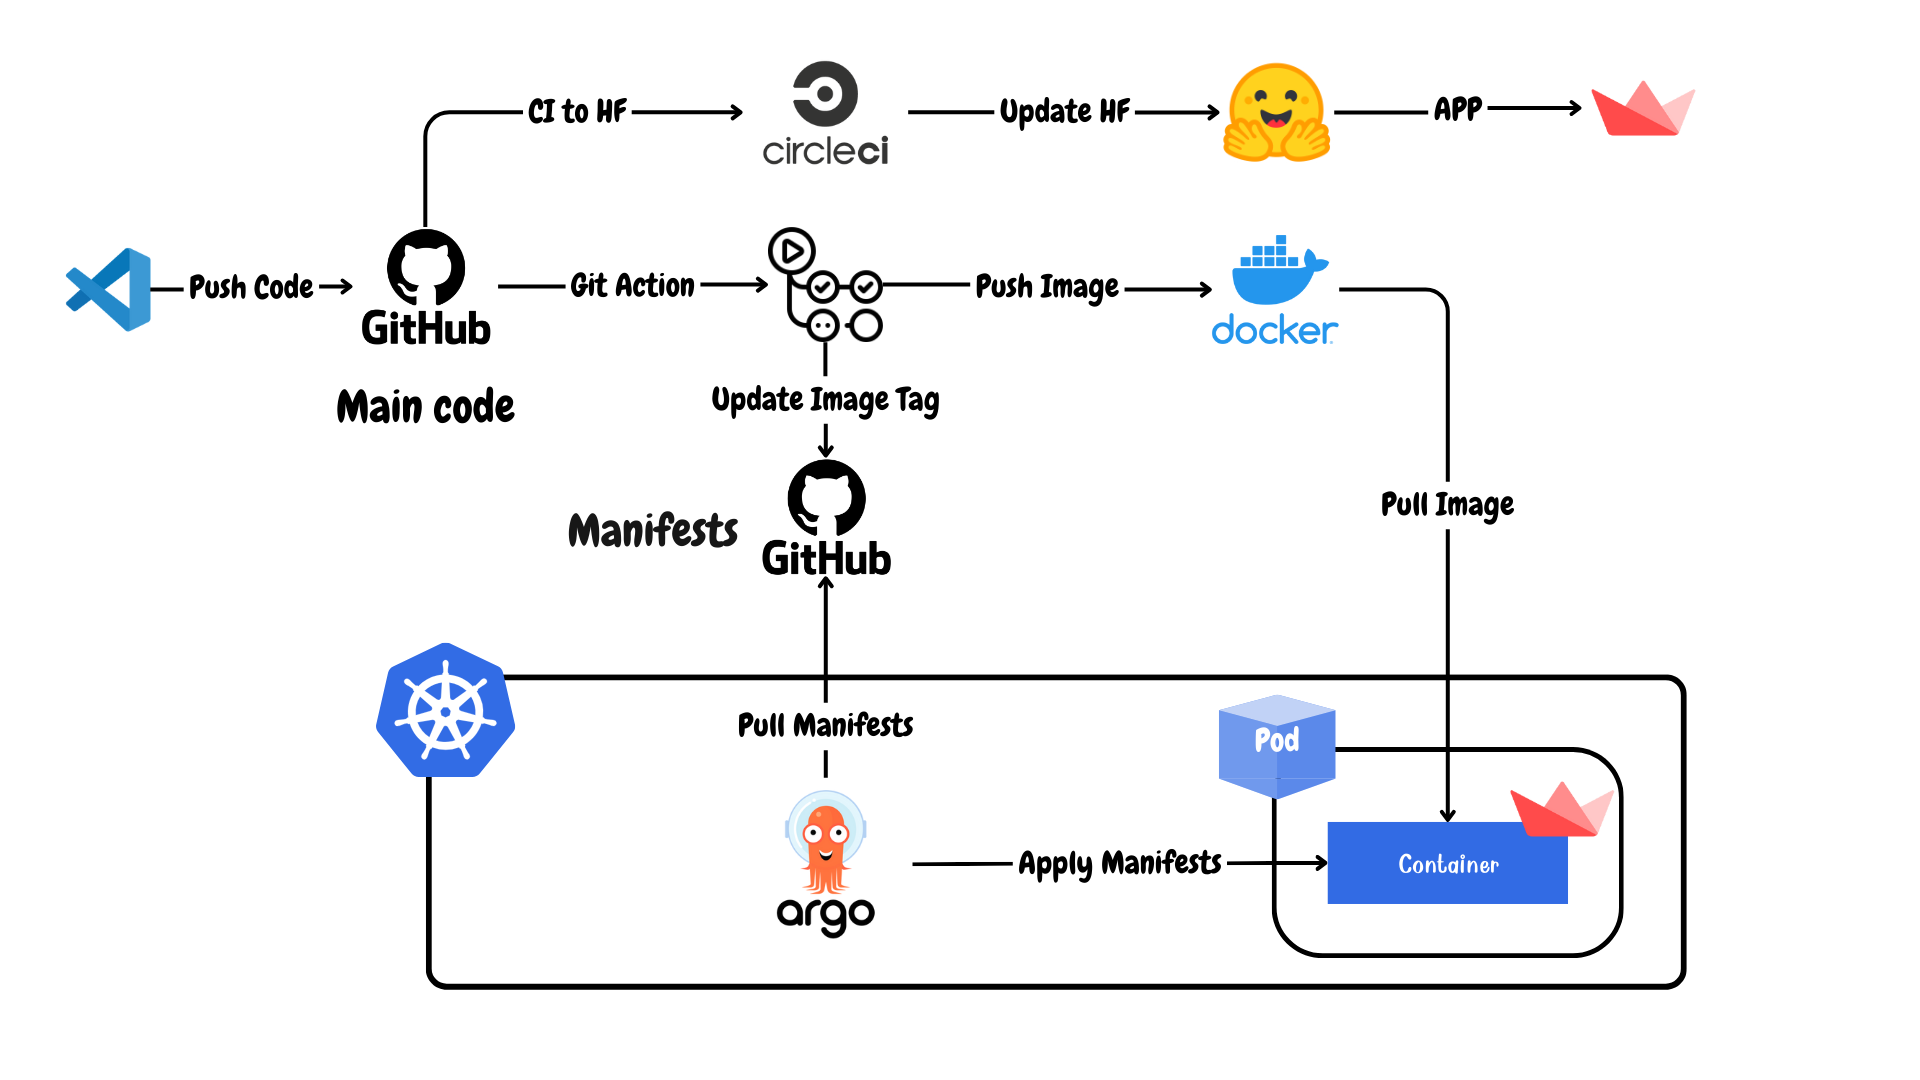 CI to HF
circleci
Update HF
APP
Push Code
GitHub
Git Action
Push Image
docker
Main code
Update Image Tag
Manifests
GitHub
Pull Image
Pull Manifests
Pod
argo
Apply Manifests
Container